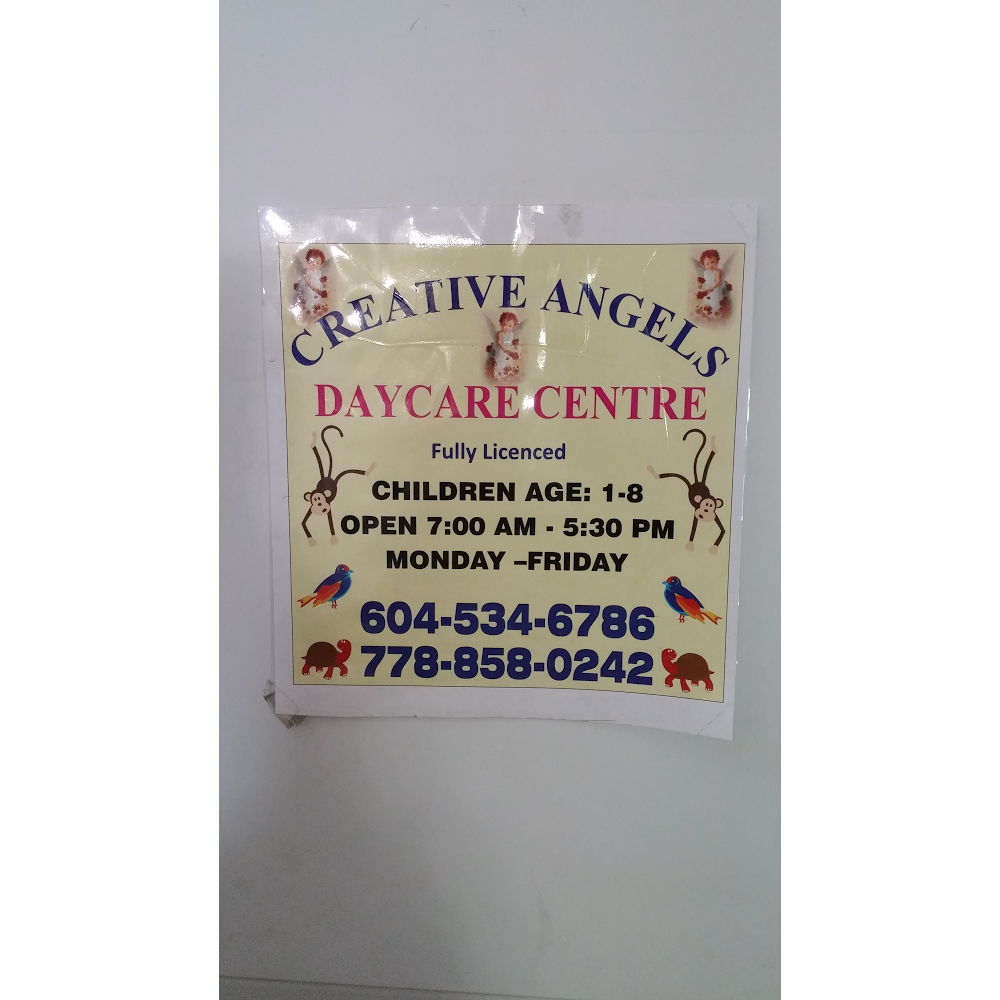 CREATIVE ANGELS
DAYCARE CENTRE
Fully Licenced
CHILDREN AGE: 1-8
OPEN 7:00 AM - 5:30 PM
MONDAY –FRIDAY
604-534-6786
778-858-0242